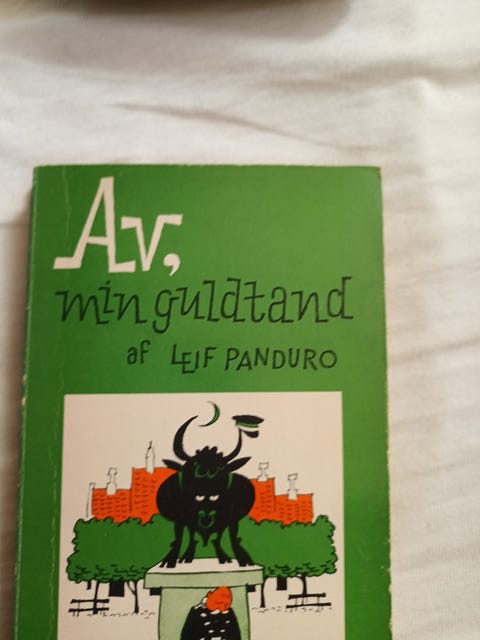 Av,
min guldtand
af LEIF PANDURO